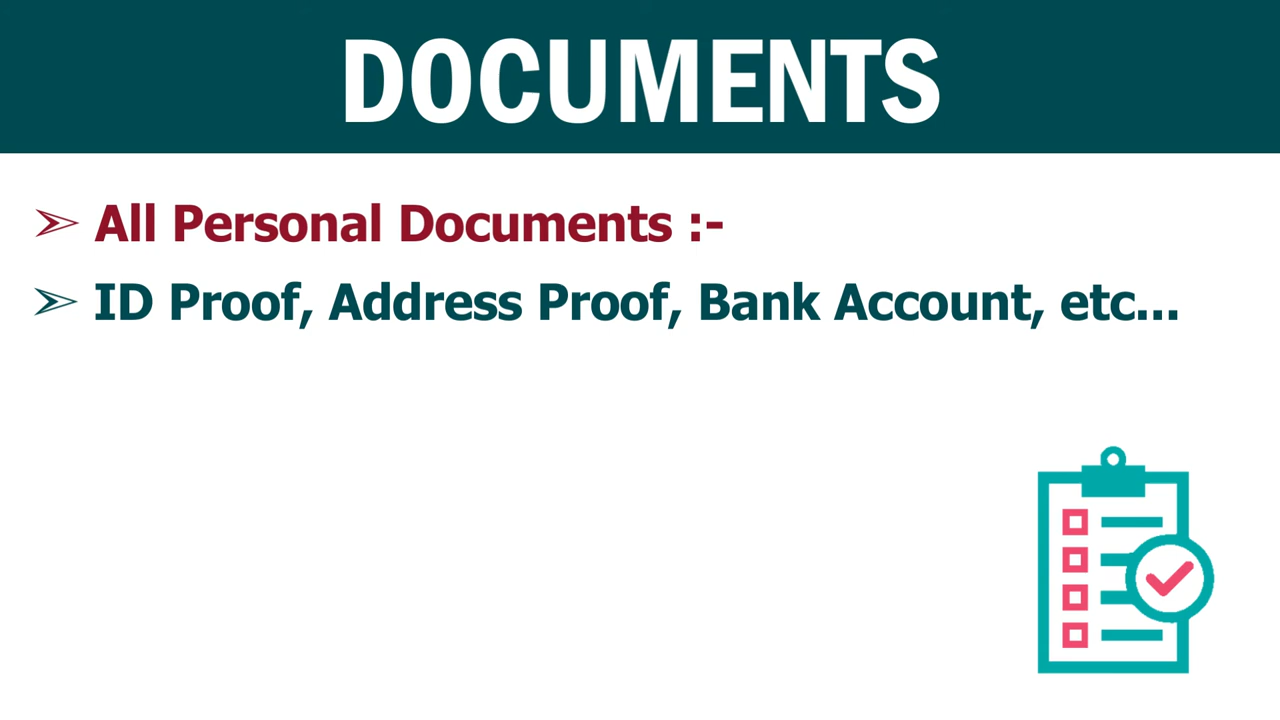 DOCUMENTS
➢ All Personal Documents :-
➢ ID Proof, Address Proof, Bank Account, etc...